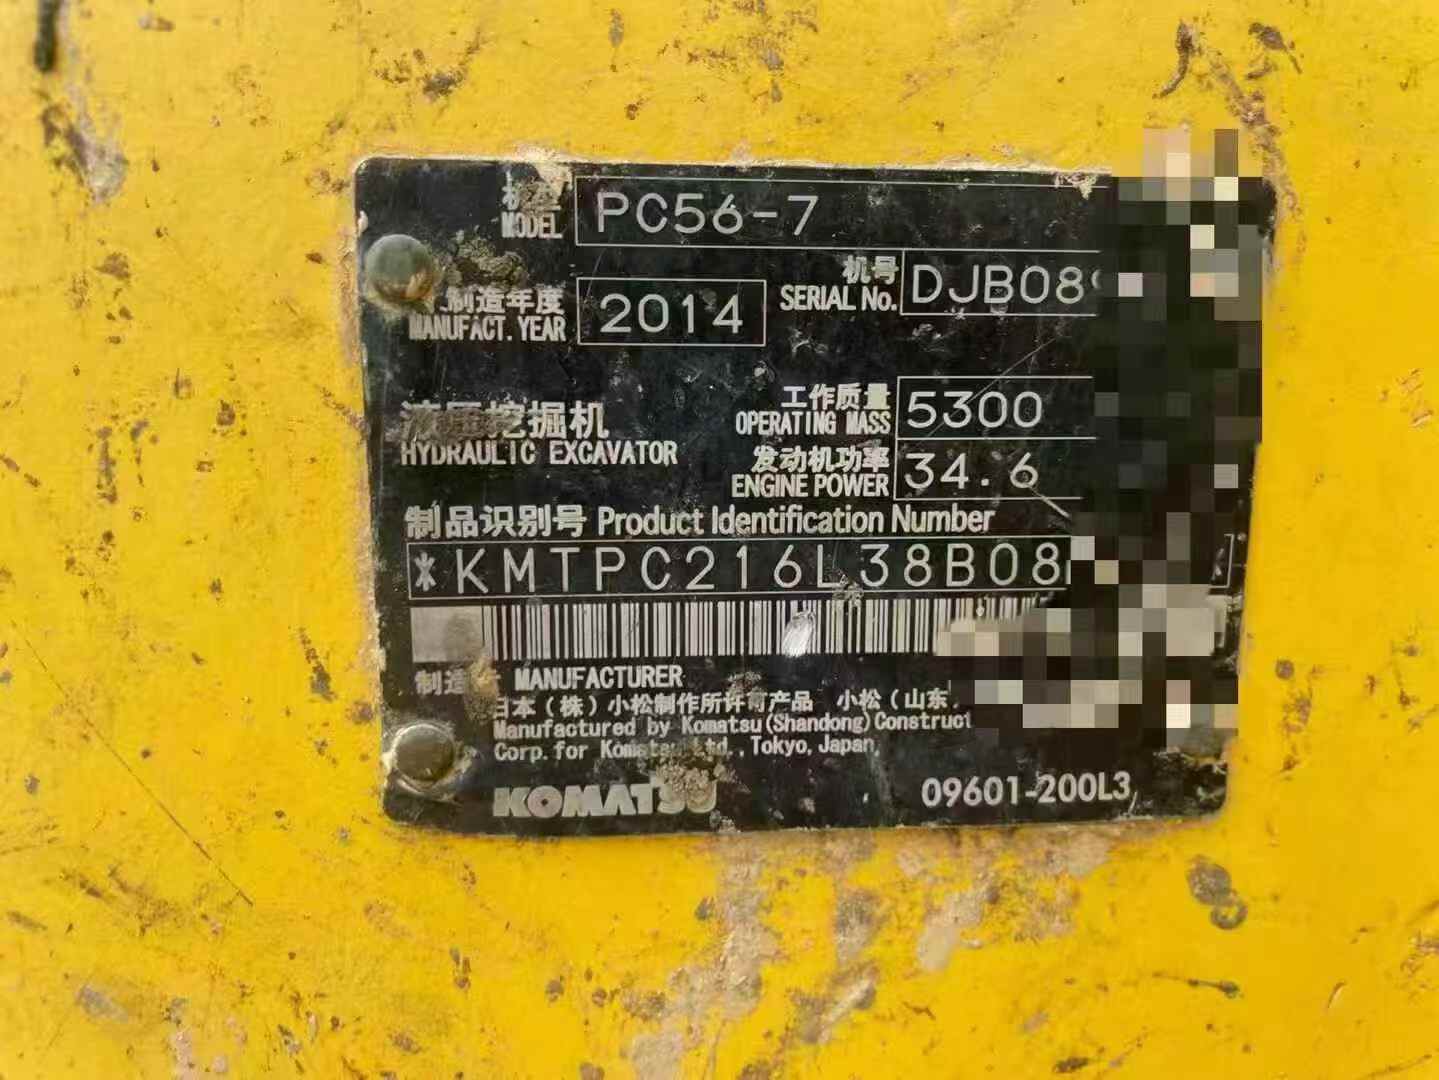 机型
MODEL PC56-7
制造年度
MANUFACT. YEAR 2014
机号
SERIAL No. DJB08
液压挖掘机
HYDRAULIC EXCAVATOR
工作质量
OPERATING MASS 5300
发动机功率
ENGINE POWER 34.6
制品识别号 Product Identification Number
*KMTPC216L38B08
制造 MANUFACTURER
日本（株）小松制作所许可产品 小松（山东
Manufactured by Komatsu(Shandong)Construct
Corp. for Komatsu Ltd., Tokyo, Japan,
KOMATSU
09601-200L3